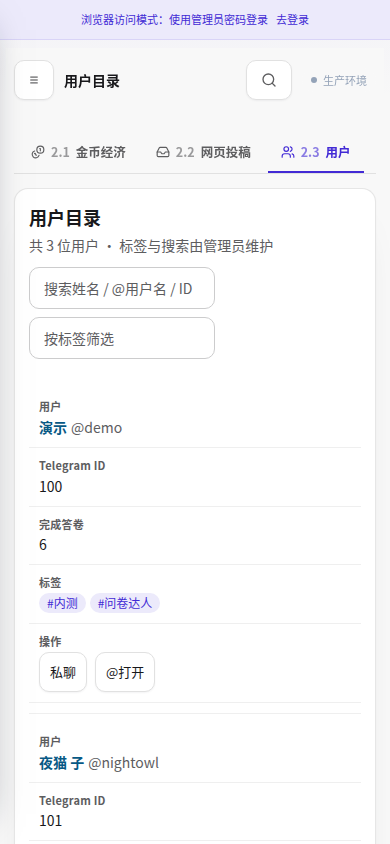 浏览器访问模式：使用管理员密码登录 去登录
用户目录
生产环境
2.1 金币经济
2.2 网页投稿
2.3 用户
用户目录
共 3 位用户 · 标签与搜索由管理员维护
搜索姓名 / @用户名 / ID
按标签筛选
用户
演示 @demo
Telegram ID
100
完成答卷
6
标签
#内测 #问卷达人
操作
私聊 @打开
用户
夜猫 子 @nightowl
Telegram ID
101